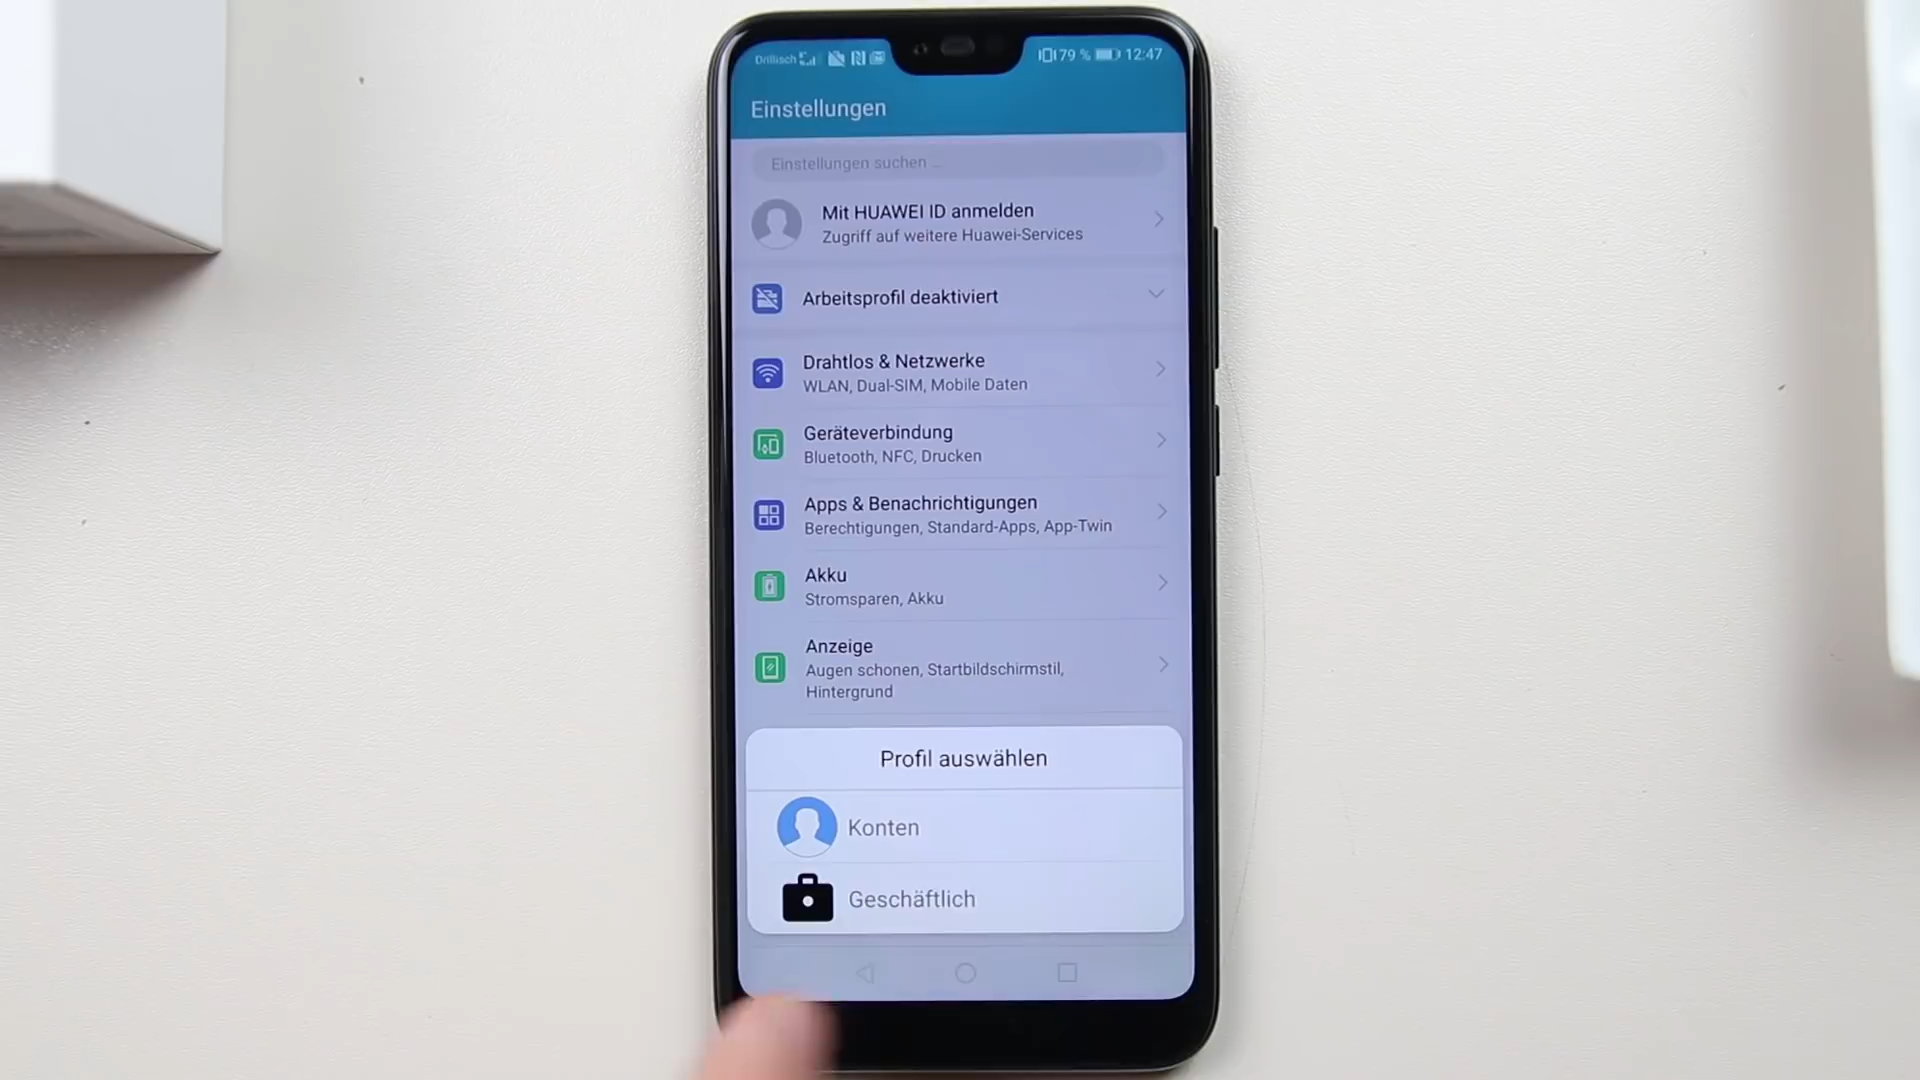 Drillisch 79 % 12:47
Einstellungen
Einstellungen suchen ...
Mit HUAWEI ID anmelden
Zugriff auf weitere Huawei-Services
Arbeitsprofil deaktiviert
Drahtlos & Netzwerke
WLAN, Dual-SIM, Mobile Daten
Geräteverbindung
Bluetooth, NFC, Drucken
Apps & Benachrichtigungen
Berechtigungen, Standard-Apps, App-Twin
Akku
Stromsparen, Akku
Anzeige
Augen schonen, Startbildschirmstil,
Hintergrund
Profil auswählen
Konten
Geschäftlich